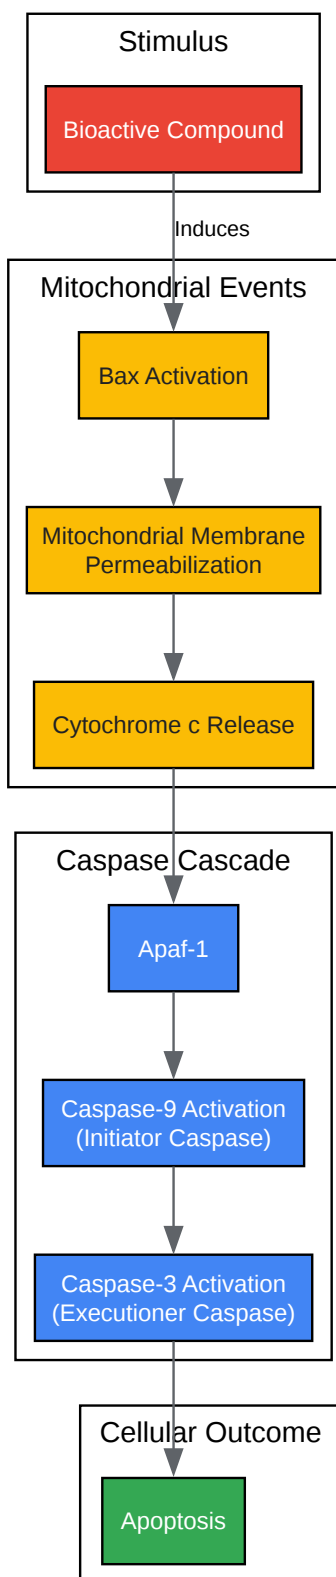 Stimulus
Bioactive Compound
Induces
Mitochondrial Events
Bax Activation
Mitochondrial Membrane
Permeabilization
Cytochrome c Release
Caspase Cascade
Apaf-1
Caspase-9 Activation
(Initiator Caspase)
Caspase-3 Activation
(Executioner Caspase)
Cellular Outcome
Apoptosis